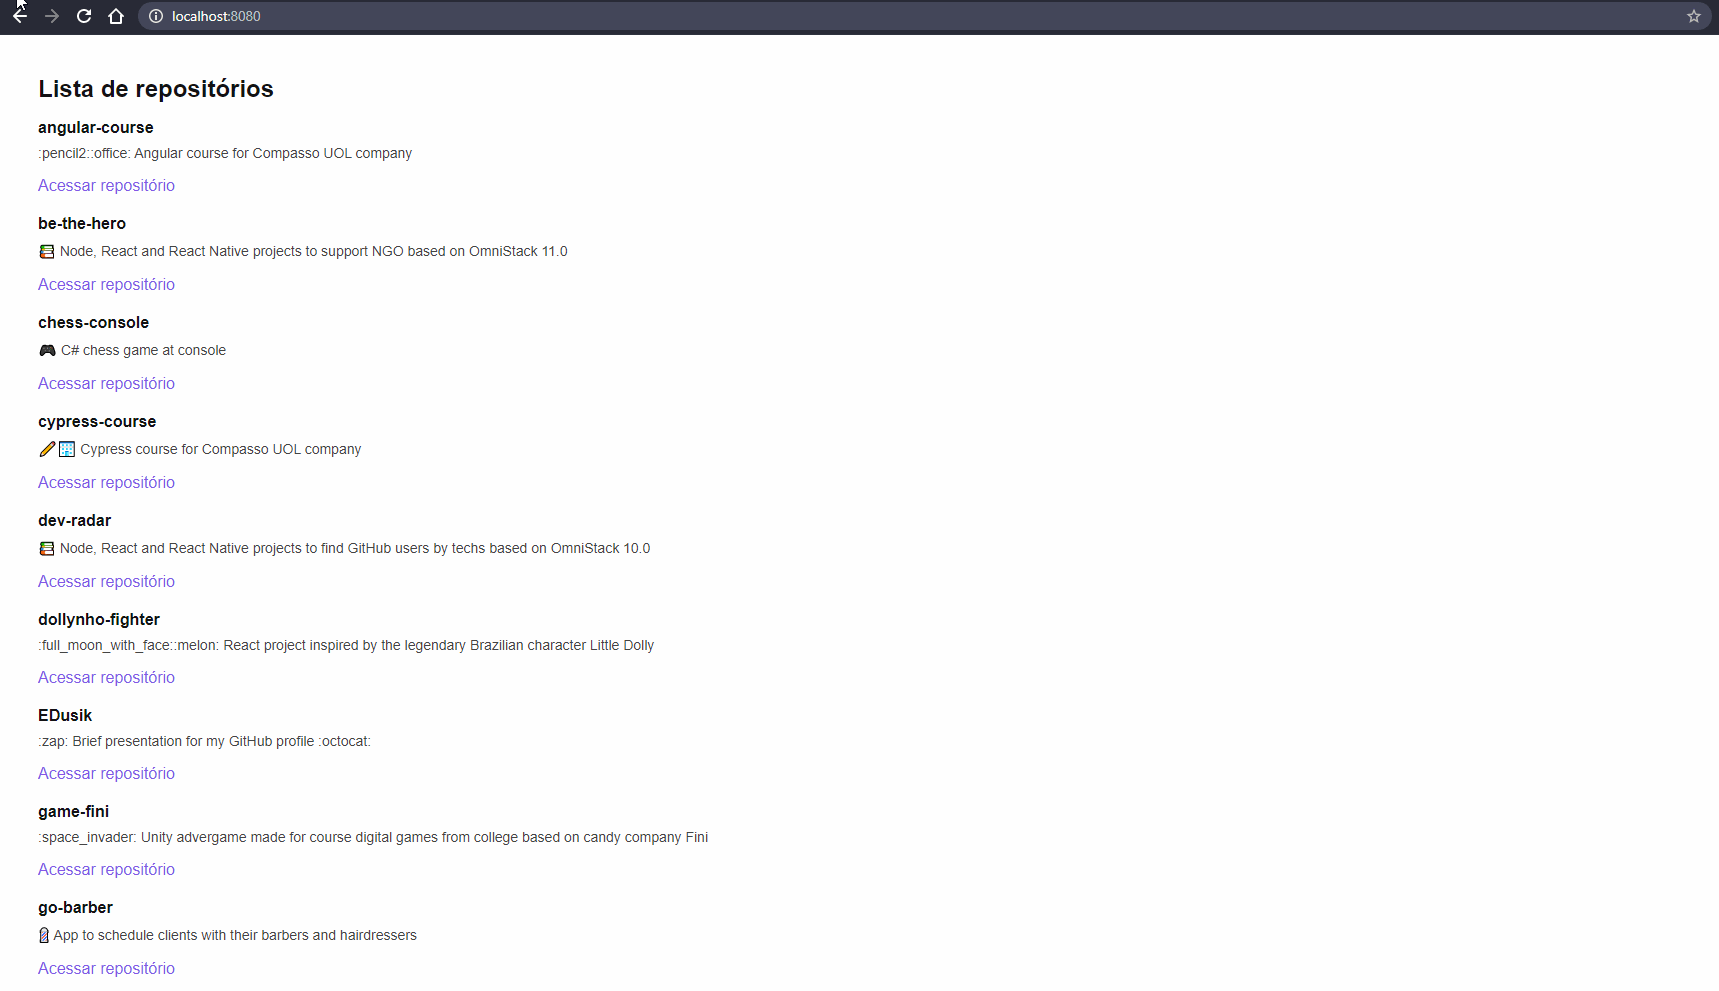 localhost:8080
Lista de repositórios
angular-course
:pencil2::office: Angular course for Compasso UOL company
Acessar repositório
be-the-hero
📚 Node, React and React Native projects to support NGO based on OmniStack 11.0
Acessar repositório
chess-console
🎮 C# chess game at console
Acessar repositório
cypress-course
✏️🏢 Cypress course for Compasso UOL company
Acessar repositório
dev-radar
📚 Node, React and React Native projects to find GitHub users by techs based on OmniStack 10.0
Acessar repositório
dollynho-fighter
:full_moon_with_face::melon: React project inspired by the legendary Brazilian character Little Dolly
Acessar repositório
EDusik
:zap: Brief presentation for my GitHub profile :octocat:
Acessar repositório
game-fini
:space_invader: Unity advergame made for course digital games from college based on candy company Fini
Acessar repositório
go-barber
💈 App to schedule clients with their barbers and hairdressers
Acessar repositório